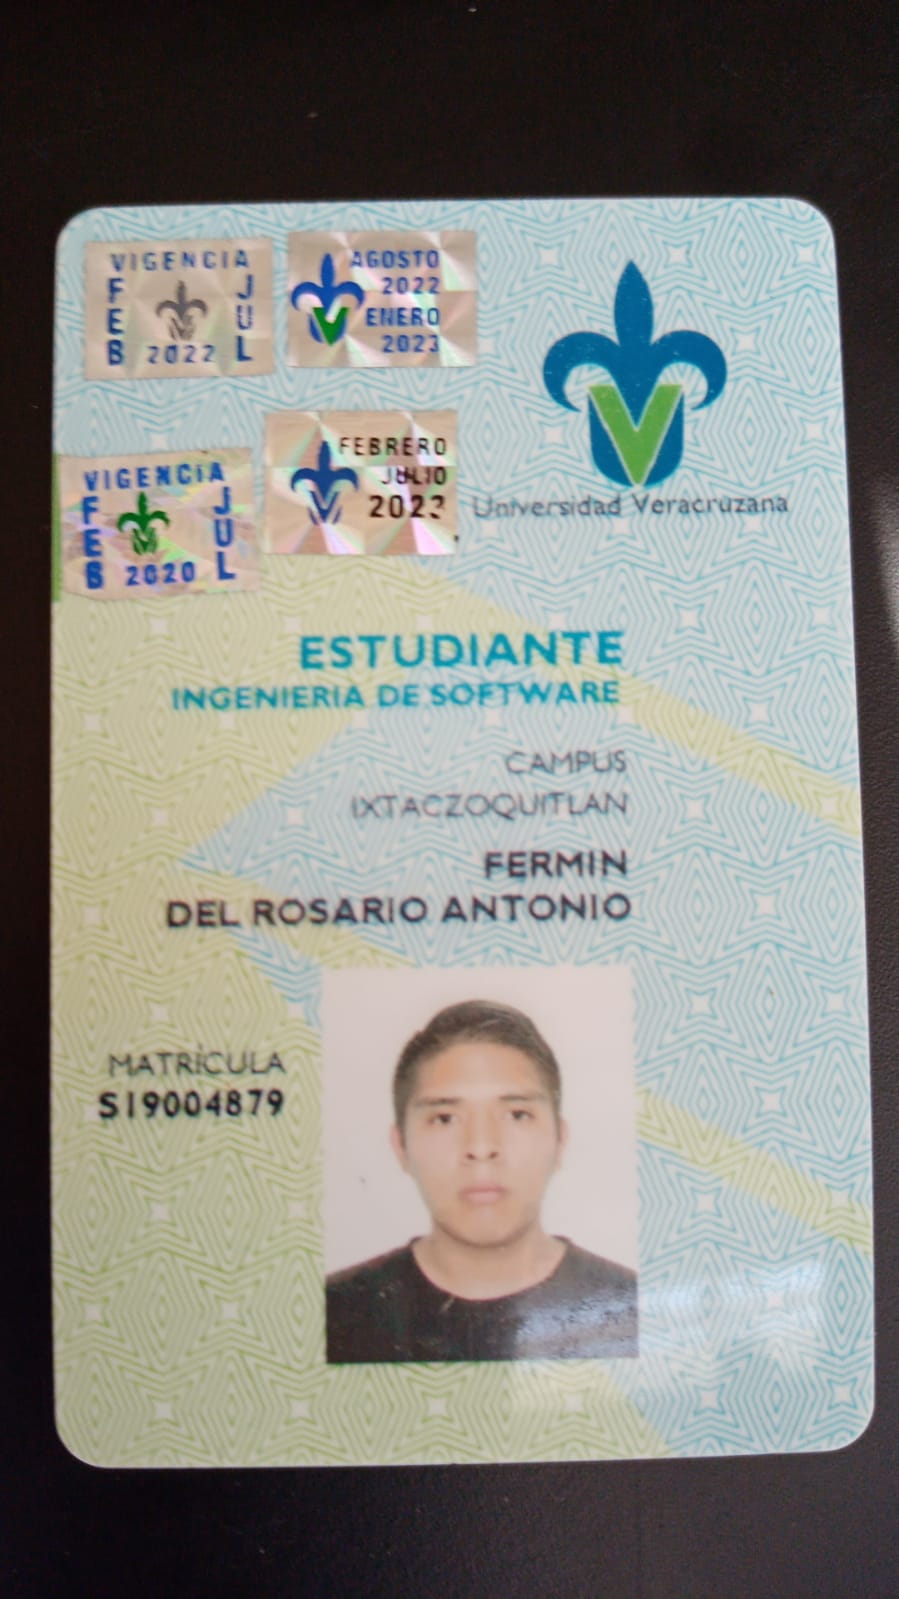 VIGENCIA
FEB 2022 JUL
AGOSTO
2022
ENERO
2023
VIGENCIA
FEB 2020 JUL
FEBRERO
JULIO
2023
Universidad Veracruzana
ESTUDIANTE
INGENIERIA DE SOFTWARE
CAMPUS
IXTACZOQUITLAN
FERMIN
DEL ROSARIO ANTONIO
MATRÍCULA
S19004879